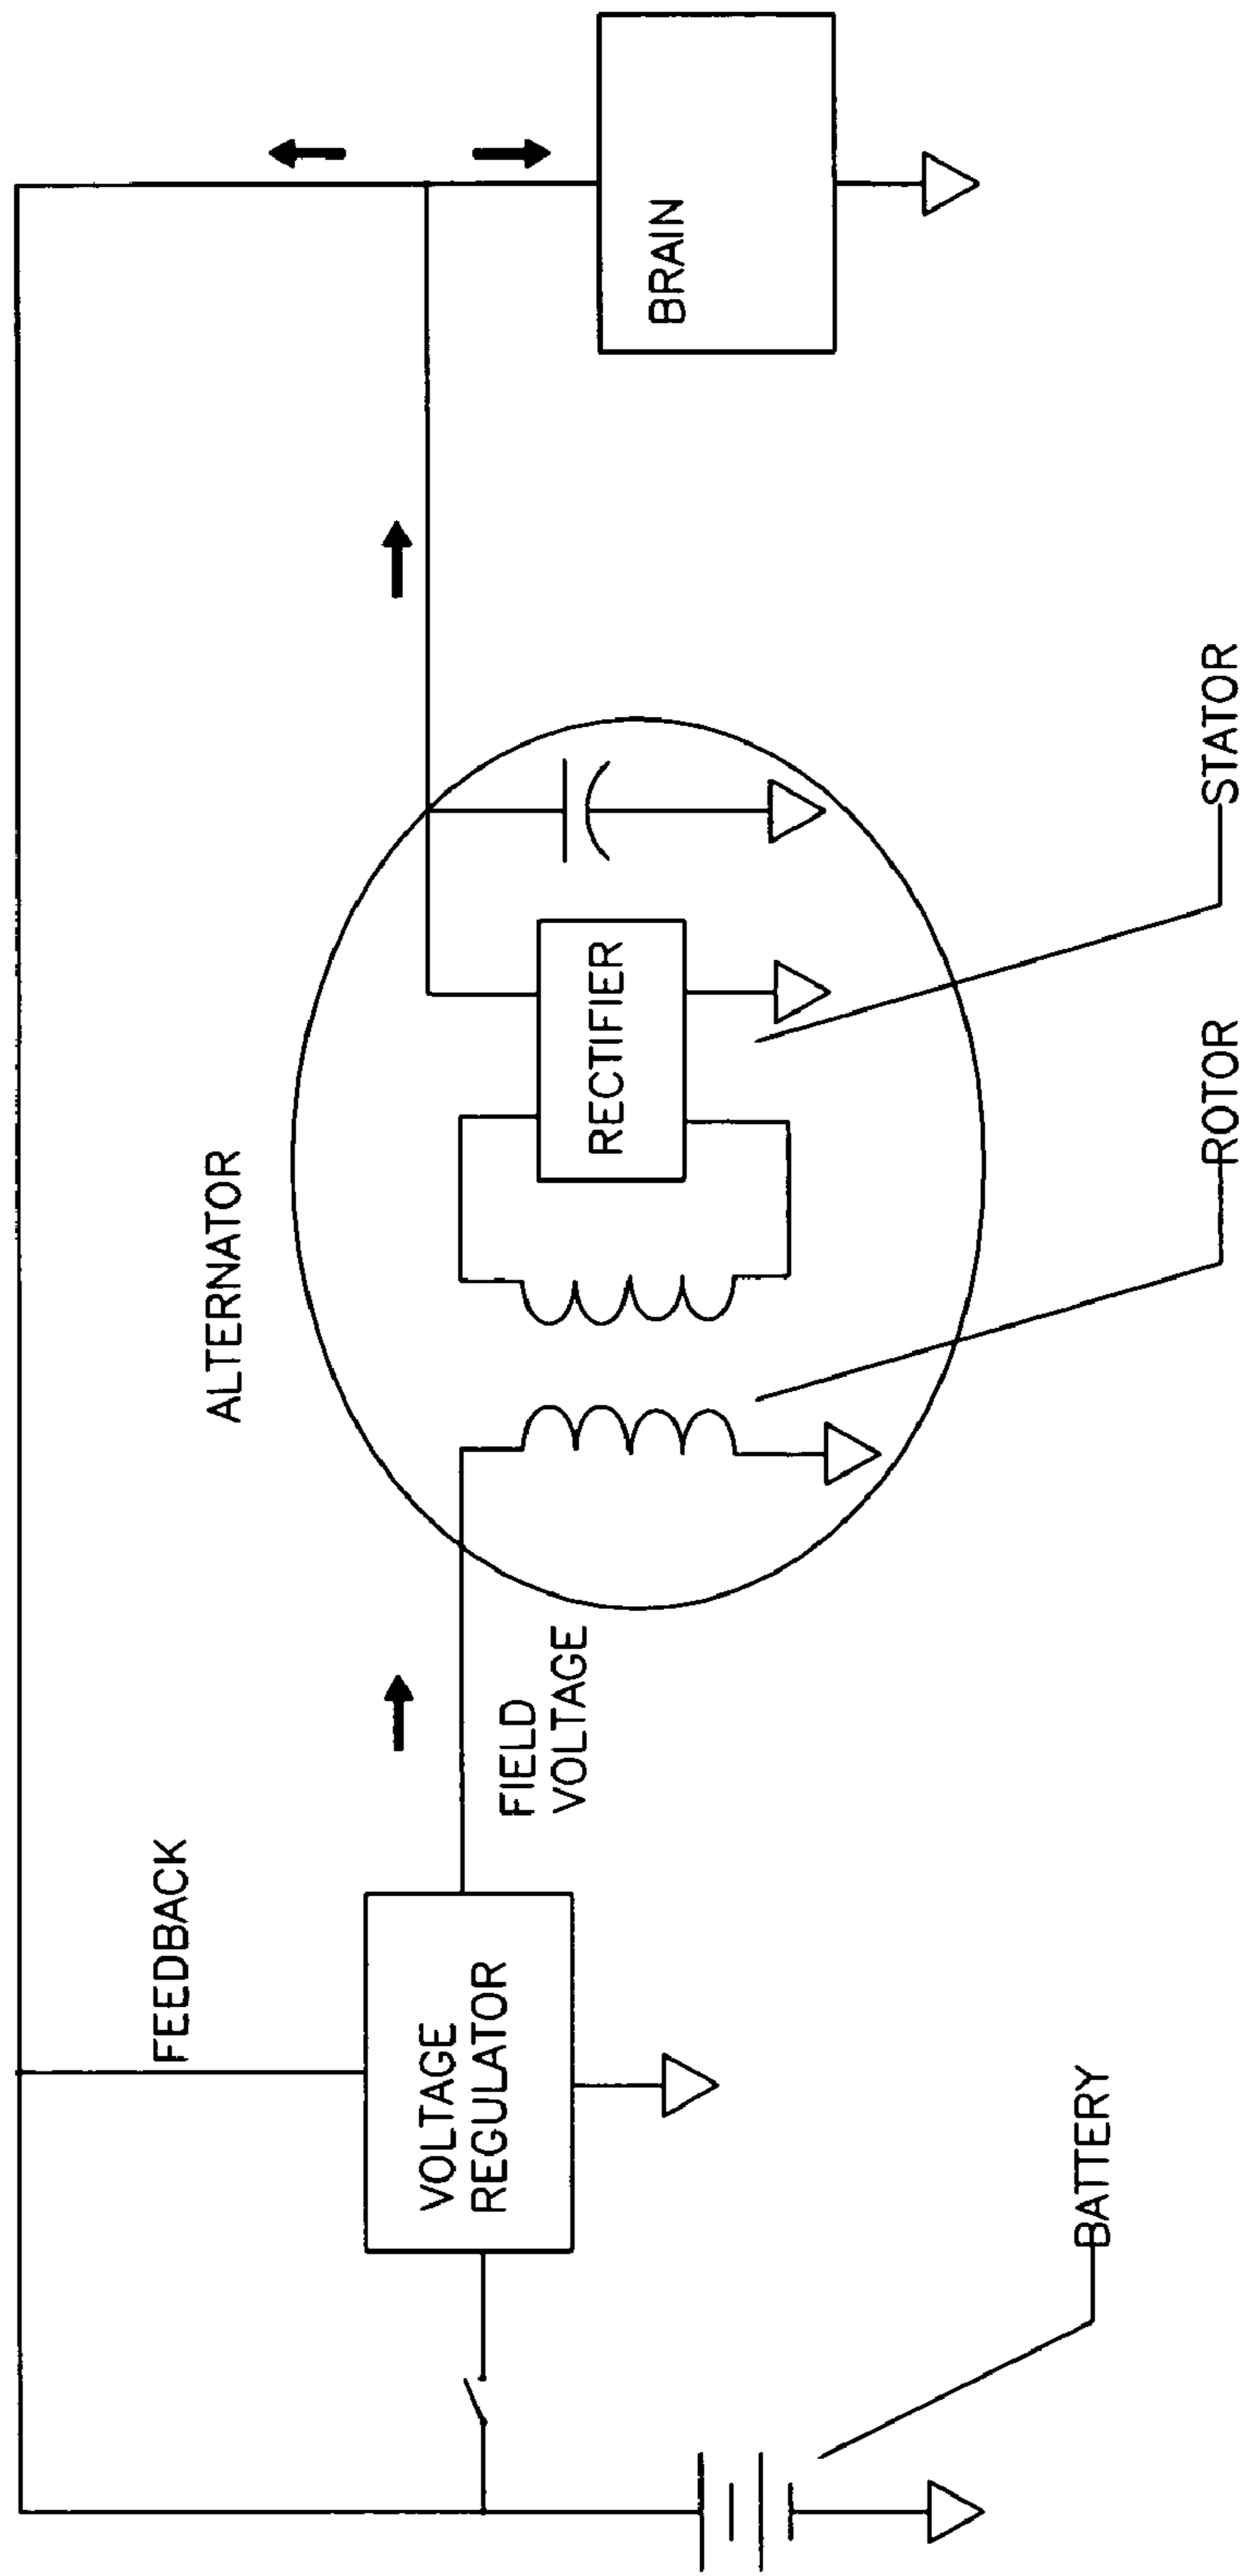 FEEDBACK
ALTERNATOR
VOLTAGE
REGULATOR
FIELD
VOLTAGE
RECTIFIER
BRAIN
BATTERY
ROTOR
STATOR